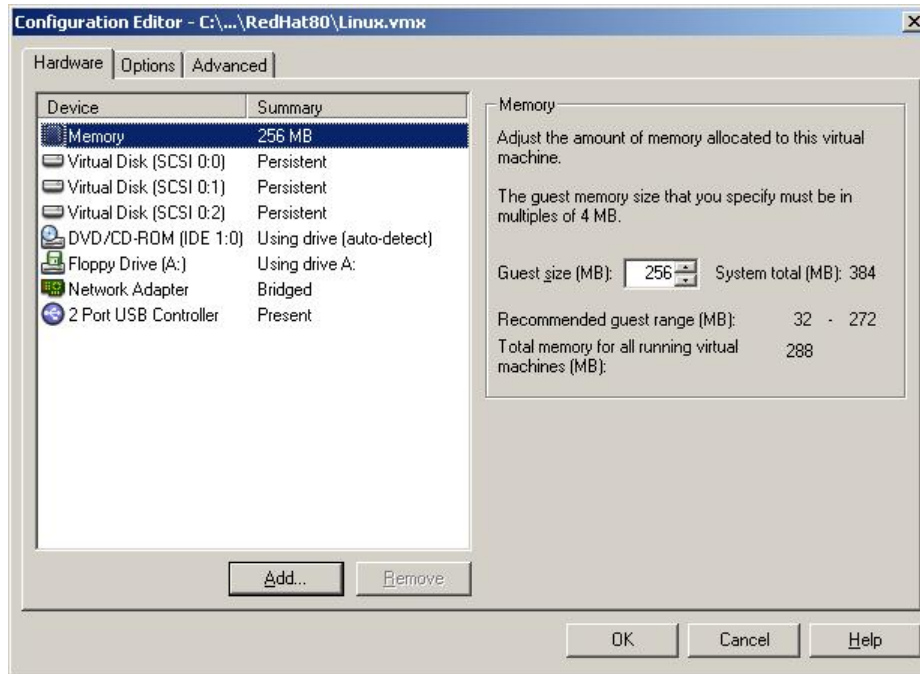 Configuration Editor - C:\...\RedHat80\Linux.vmx
Hardware Options Advanced
Device Summary
Memory 256 MB
Virtual Disk (SCSI 0:0) Persistent
Virtual Disk (SCSI 0:1) Persistent
Virtual Disk (SCSI 0:2) Persistent
DVD/CD-ROM (IDE 1:0) Using drive (auto-detect)
Floppy Drive (A:) Using drive A:
Network Adapter Bridged
2 Port USB Controller Present
Add... Remove
Memory
Adjust the amount of memory allocated to this virtual
machine.
The guest memory size that you specify must be in
multiples of 4 MB.
Guest size (MB): 256 System total (MB): 384
Recommended guest range (MB): 32 - 272
Total memory for all running virtual
machines (MB): 288
OK Cancel Help